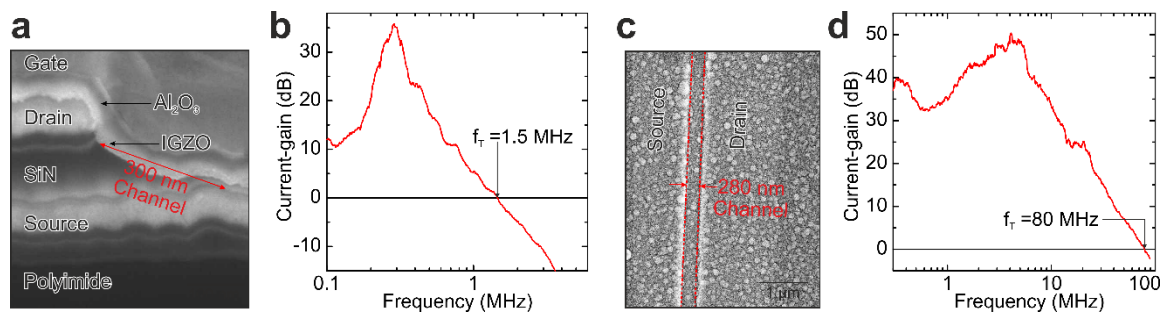 a
Gate
Al₂O₃
Drain
IGZO
SiN
300 nm
Channel
Source
Polyimide
b
Current-gain (dB)
30
20
10
0
-10
f_T =1.5 MHz
0.1
1
Frequency (MHz)
c
Source
Drain
280 nm
Channel
1 µm
d
Current-gain (dB)
50
40
30
20
10
0
f_T =80 MHz
1
10
100
Frequency (MHz)